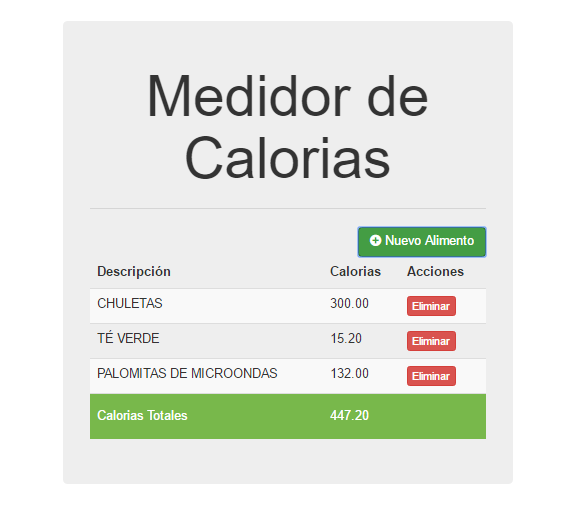 Medidor de
Calorias
Nuevo Alimento
Descripción Calorias Acciones
CHULETAS 300.00 Eliminar
TÉ VERDE 15.20 Eliminar
PALOMITAS DE MICROONDAS 132.00 Eliminar
Calorias Totales 447.20